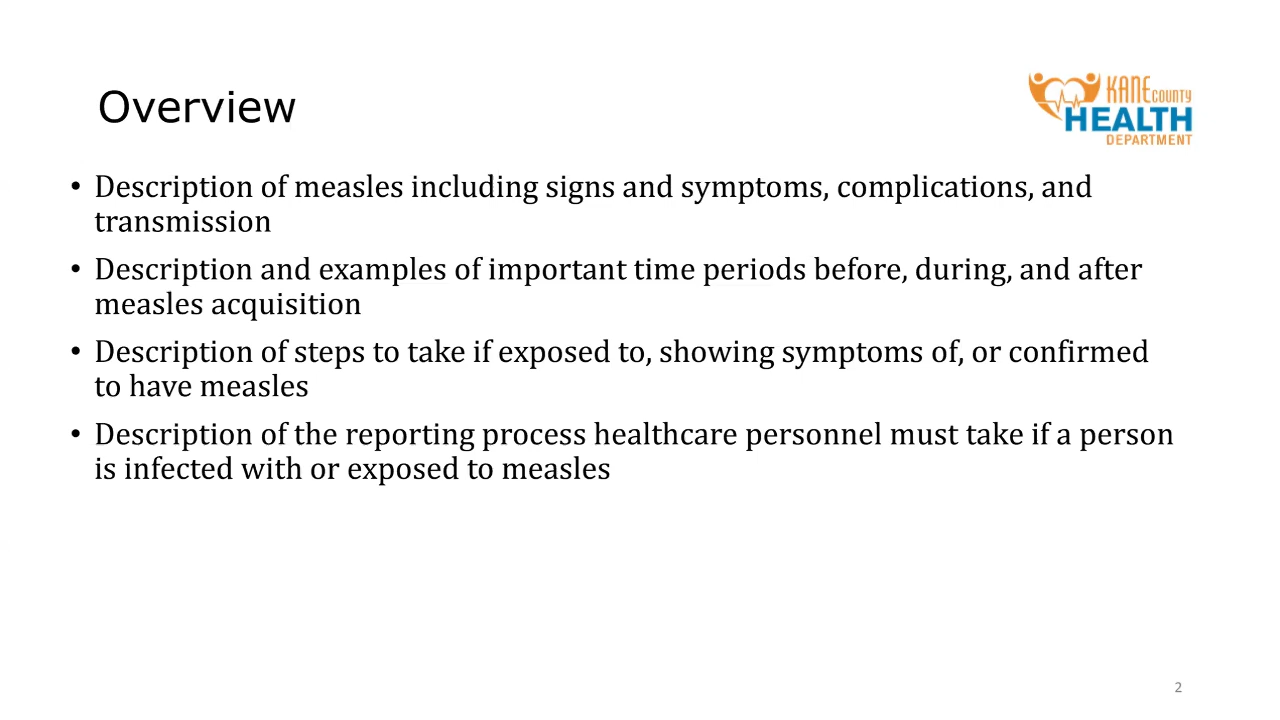 Overview
KANE COUNTY
HEALTH
DEPARTMENT
• Description of measles including signs and symptoms, complications, and
transmission
• Description and examples of important time periods before, during, and after
measles acquisition
• Description of steps to take if exposed to, showing symptoms of, or confirmed
to have measles
• Description of the reporting process healthcare personnel must take if a person
is infected with or exposed to measles
2